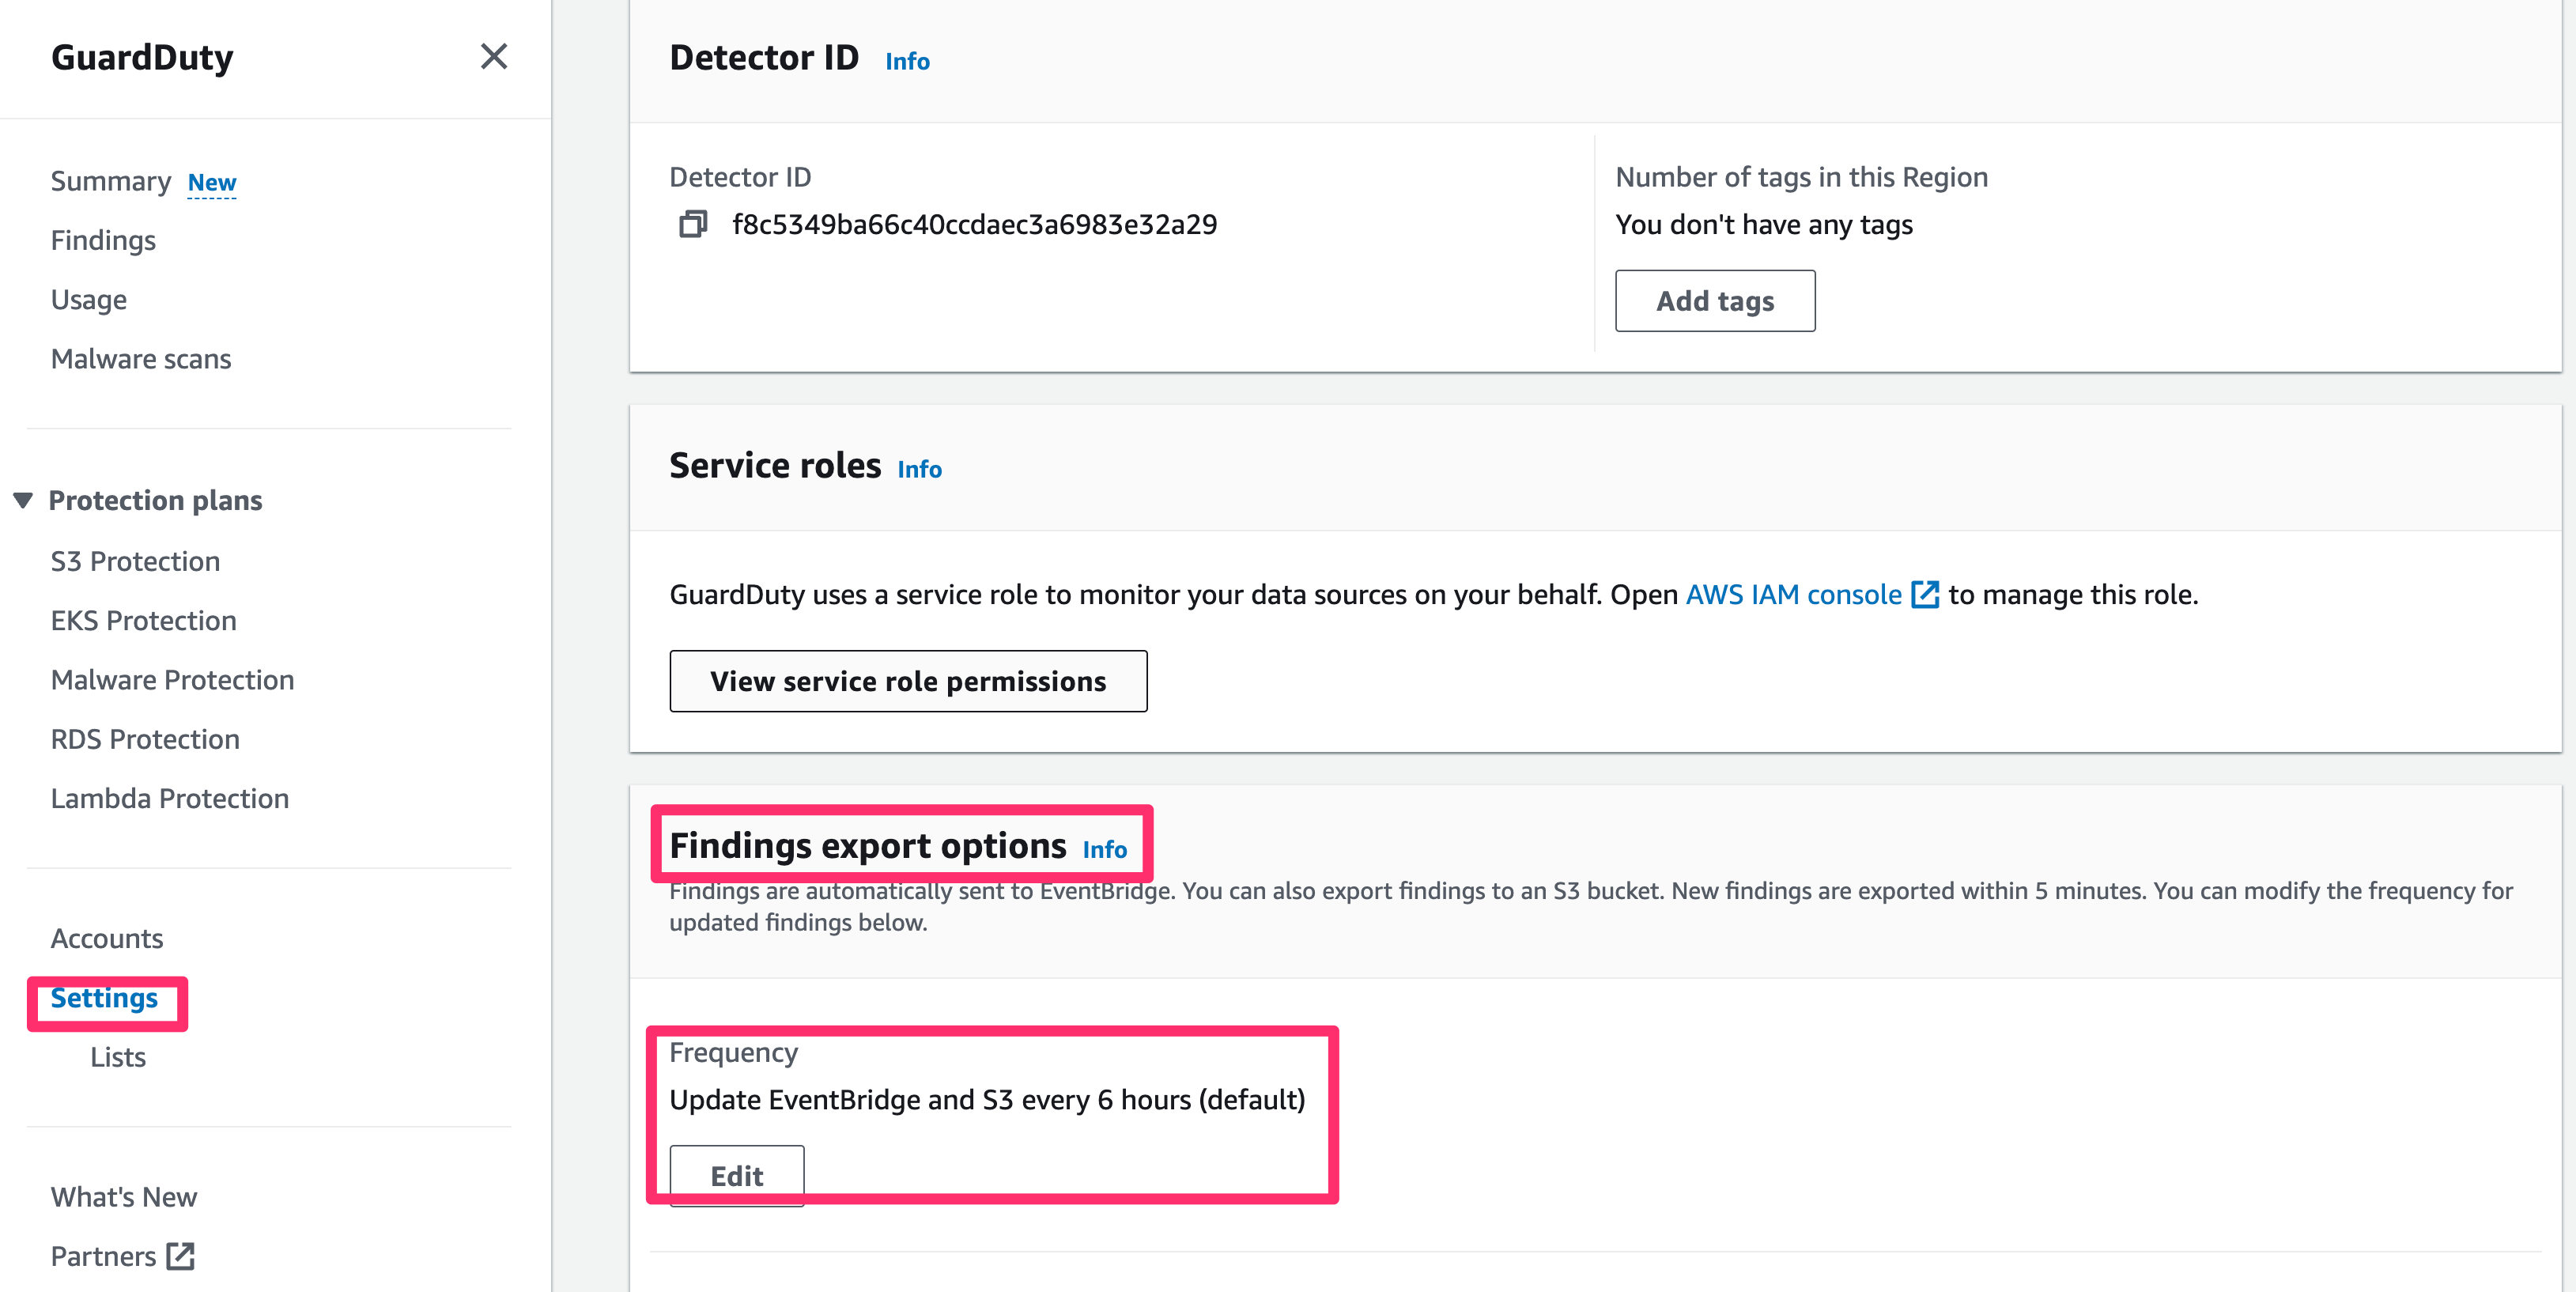 GuardDuty
Summary New
Findings
Usage
Malware scans
Protection plans
S3 Protection
EKS Protection
Malware Protection
RDS Protection
Lambda Protection
Accounts
Settings
Lists
What's New
Partners
Detector ID Info
Detector ID
f8c5349ba66c40ccdaec3a6983e32a29
Number of tags in this Region
You don't have any tags
Add tags
Service roles Info
GuardDuty uses a service role to monitor your data sources on your behalf. Open AWS IAM console to manage this role.
View service role permissions
Findings export options Info
Findings are automatically sent to EventBridge. You can also export findings to an S3 bucket. New findings are exported within 5 minutes. You can modify the frequency for
updated findings below.
Frequency
Update EventBridge and S3 every 6 hours (default)
Edit